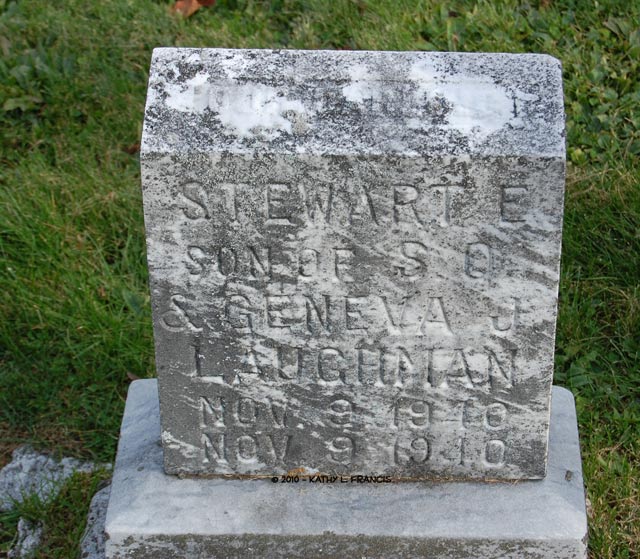 STEWART E
SON OF S O
& GENEVA J
LAUGHMAN
NOV. 9 1910
NOV 9 1910
© 2010 - KATHY L. FRANCIS